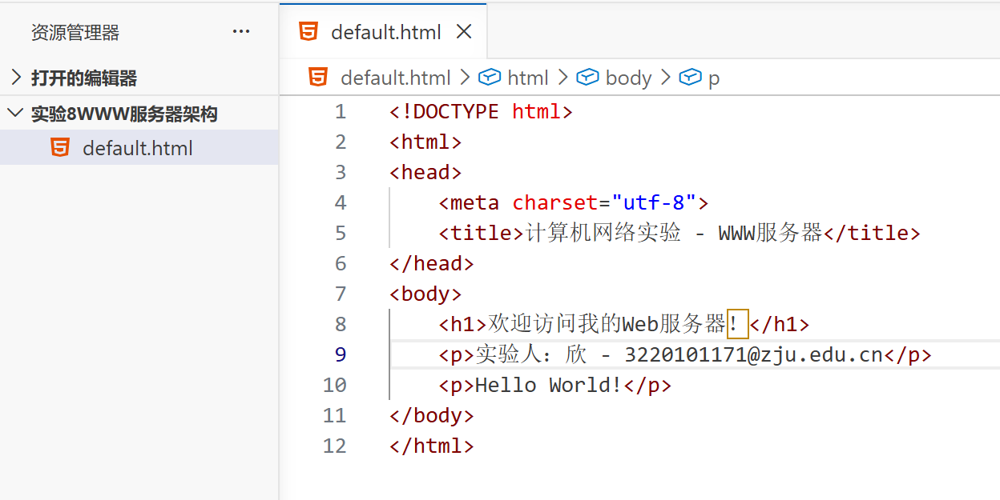 资源管理器 ···
default.html
打开的编辑器
default.html > html > body > p
实验8WWW服务器架构
default.html
1 <!DOCTYPE html>
2 <html>
3 <head>
4 <meta charset="utf-8">
5 <title>计算机网络实验 - WWW服务器</title>
6 </head>
7 <body>
8 <h1>欢迎访问我的Web服务器！</h1>
9 <p>实验人：欣 - 3220101171@zju.edu.cn</p>
10 <p>Hello World!</p>
11 </body>
12 </html>